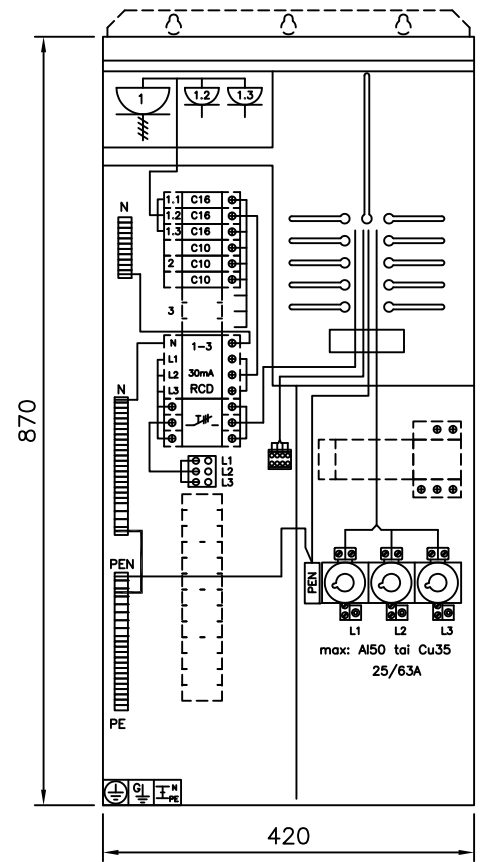 1 1.2 1.3
N
1.1 C16
1.2 C16
1.3 C16
C10
2 C10
C10
3
N 1-3
L1
L2 30mA
L3 RCD
N
L1
L2
L3
870
PEN
PEN
L1 L2 L3
max: Al50 tai Cu35
25/63A
PE
G N
PE
420